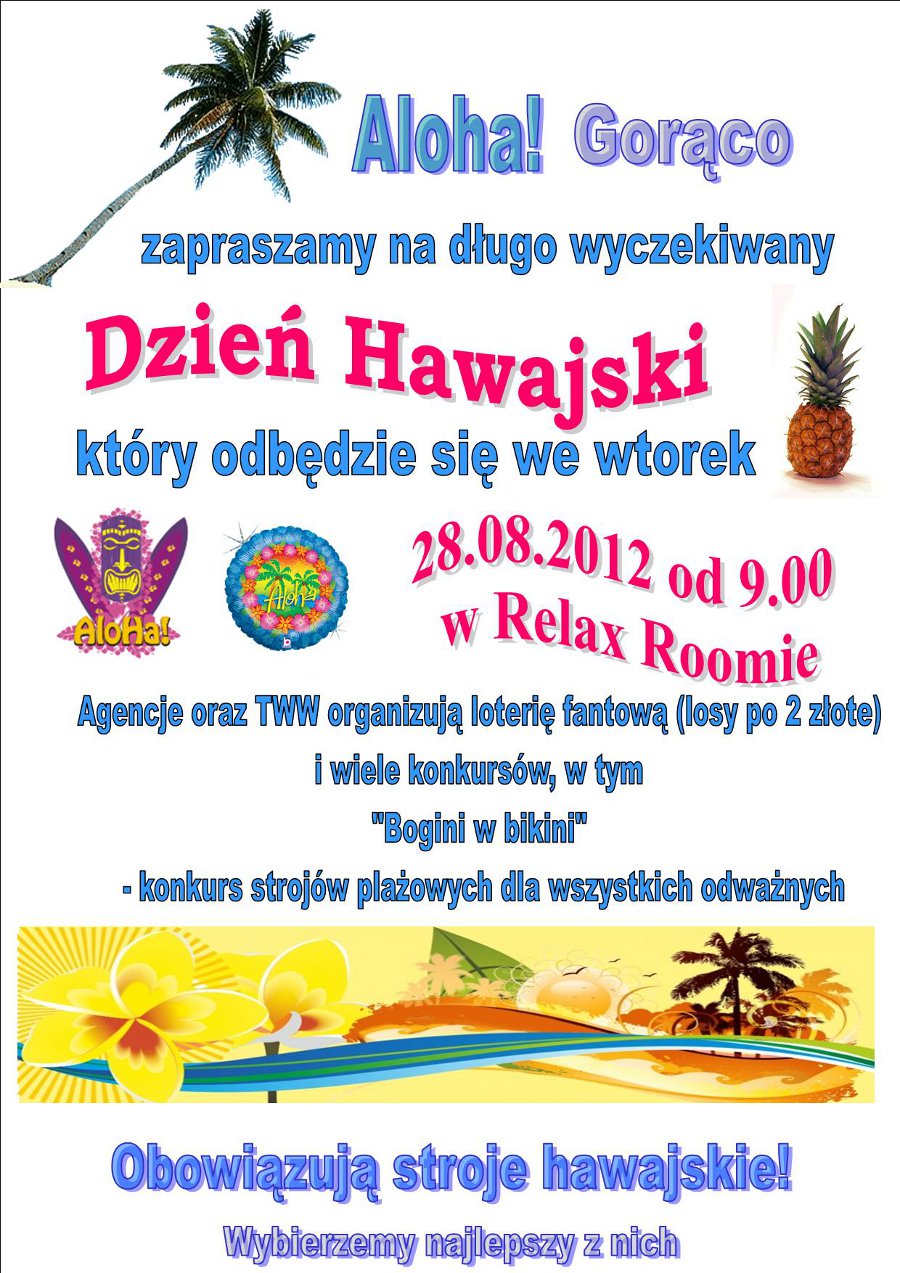 Aloha! Gorąco
zapraszamy na długo wyczekiwany
Dzień Hawajski
który odbędzie się we wtorek
AloHa!
Aloha
28.08.2012 od 9.00
w Relax Roomie
Agencje oraz TWW organizują loterię fantową (losy po 2 złote)
i wiele konkursów, w tym
"Bogini w bikini"
- konkurs strojów plażowych dla wszystkich odważnych
Obowiązują stroje hawajskie!
Wybierzemy najlepszy z nich